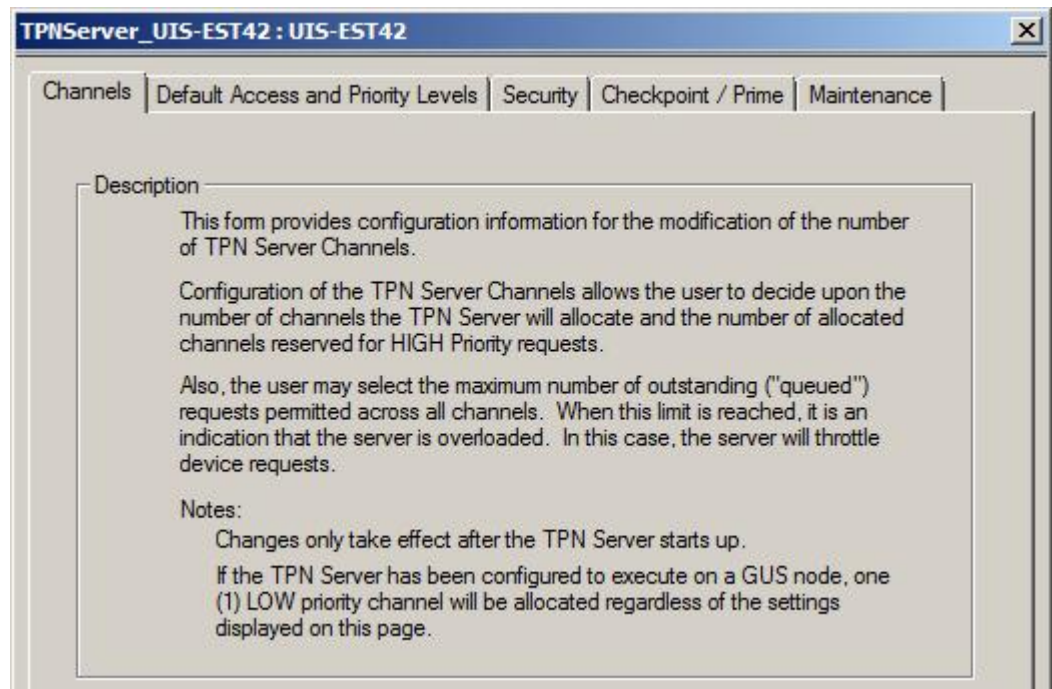 TPNServer_UIS-EST42 : UIS-EST42
Channels Default Access and Priority Levels Security Checkpoint / Prime Maintenance
Description
This form provides configuration information for the modification of the number
of TPN Server Channels.
Configuration of the TPN Server Channels allows the user to decide upon the
number of channels the TPN Server will allocate and the number of allocated
channels reserved for HIGH Priority requests.
Also, the user may select the maximum number of outstanding ("queued")
requests permitted across all channels. When this limit is reached, it is an
indication that the server is overloaded. In this case, the server will throttle
device requests.
Notes:
Changes only take effect after the TPN Server starts up.
If the TPN Server has been configured to execute on a GUS node, one
(1) LOW priority channel will be allocated regardless of the settings
displayed on this page.